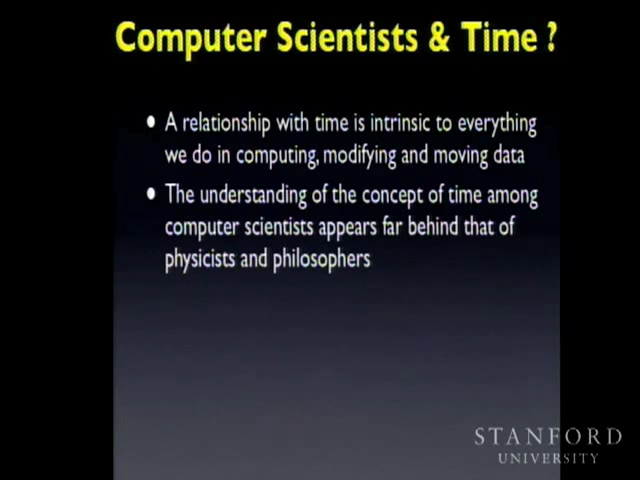 Computer Scientists & Time ?
• A relationship with time is intrinsic to everything
we do in computing, modifying and moving data
• The understanding of the concept of time among
computer scientists appears far behind that of
physicists and philosophers
STANFORD
UNIVERSITY